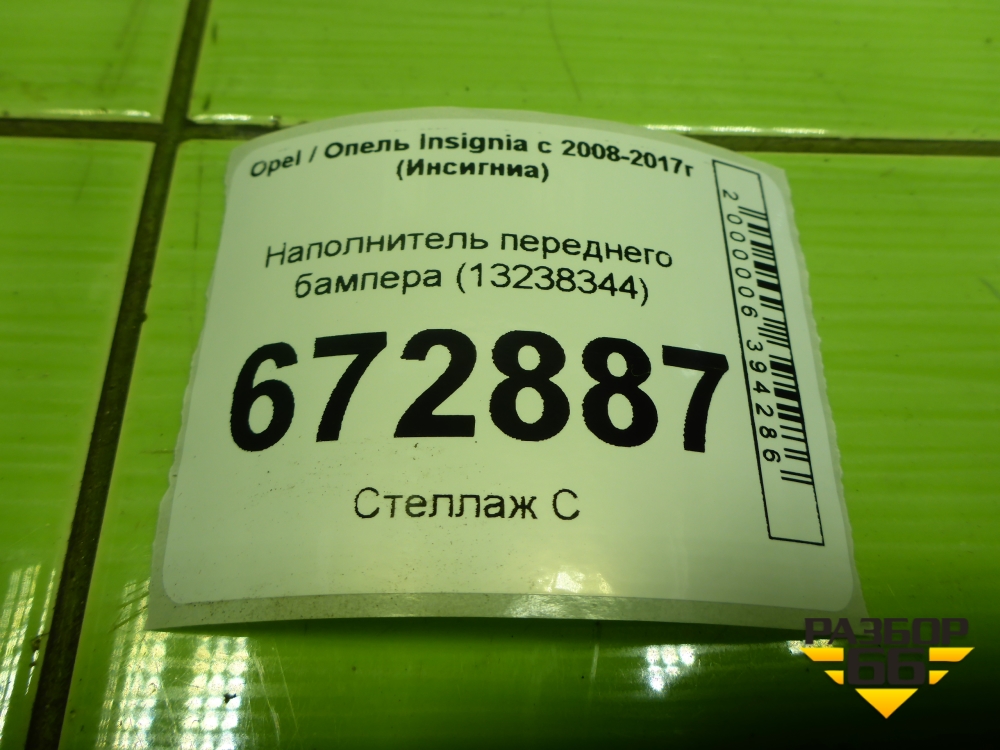 Opel / Опель Insignia с 2008-2017г
(Инсигниа)
Наполнитель переднего
бампера (13238344)
672887
Стеллаж С
2000006394286
РАЗБОР
66